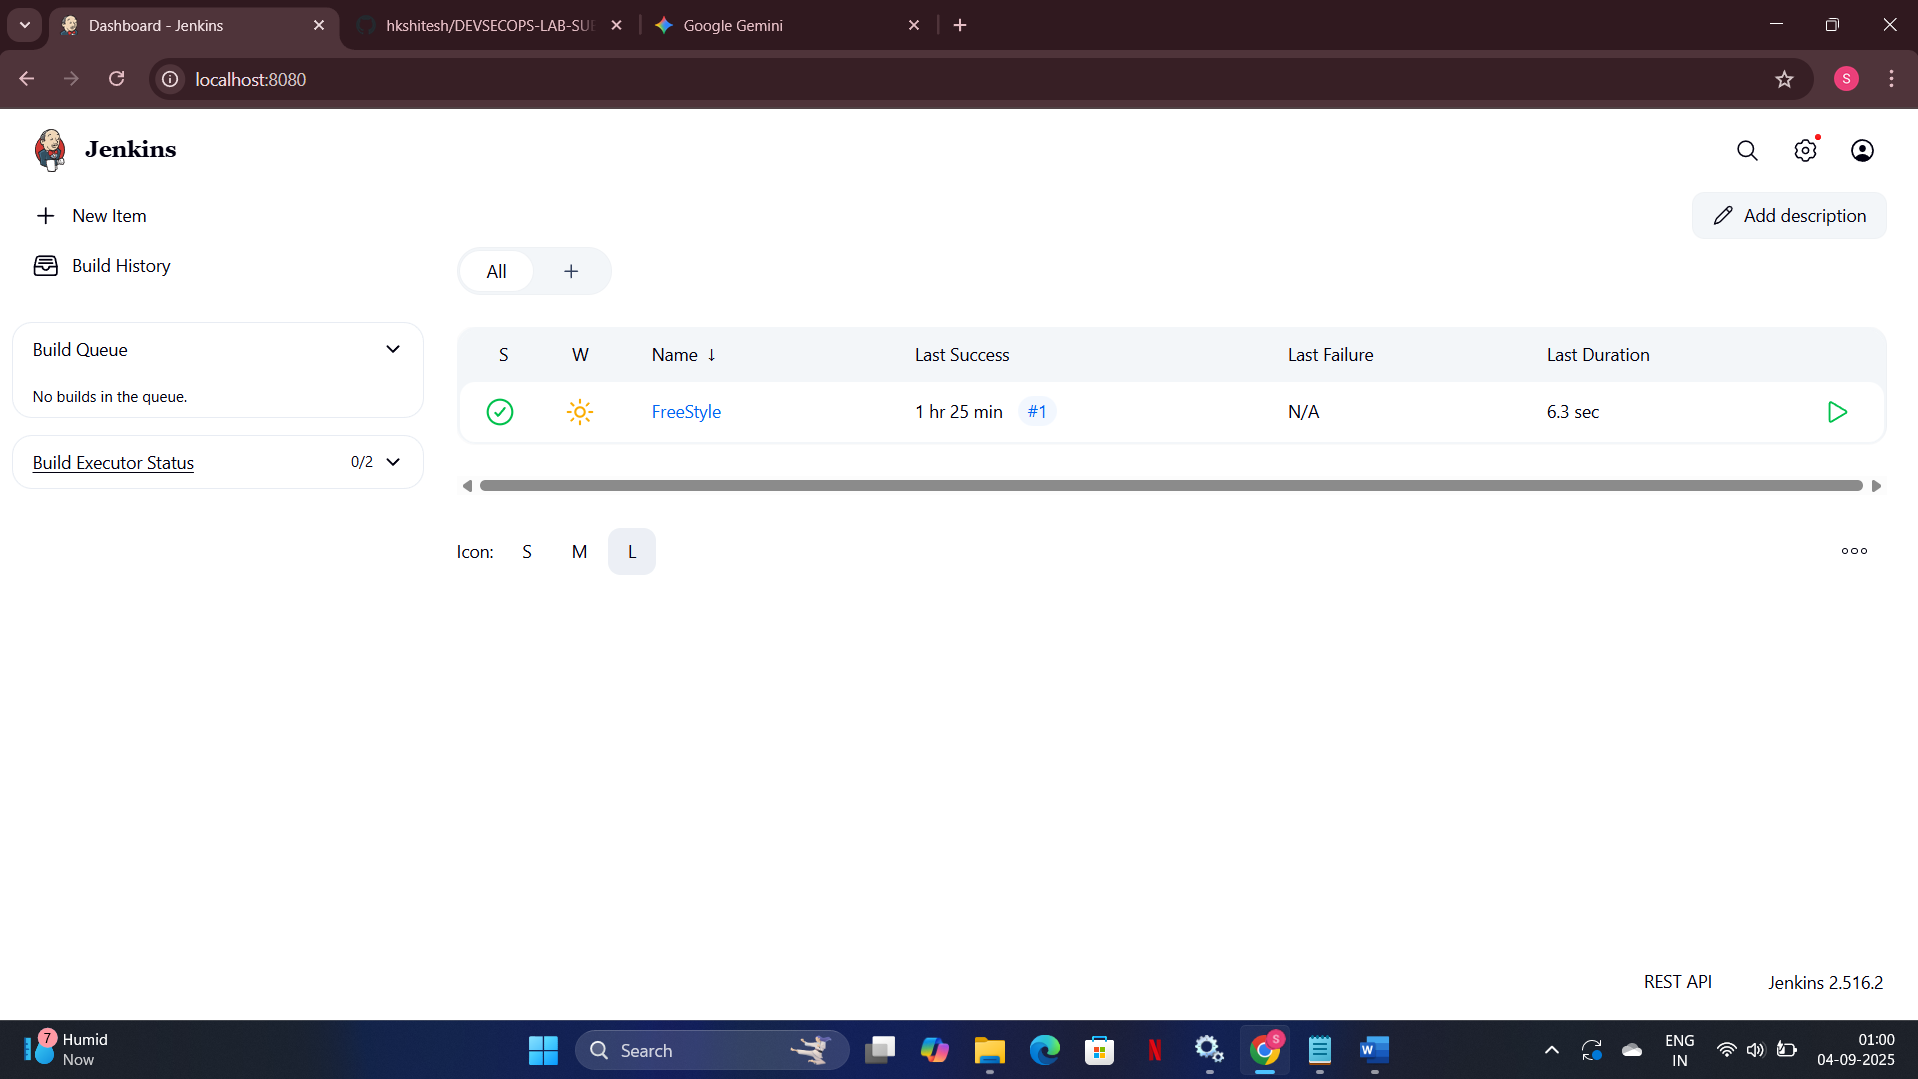 Dashboard - Jenkins
hkshitesh/DEVSECOPS-LAB-SUB
Google Gemini
localhost:8080
S
Jenkins
New Item
Add description
Build History
All
Build Queue
No builds in the queue.
Build Executor Status 0/2
S W Name ↓ Last Success Last Failure Last Duration
FreeStyle 1 hr 25 min #1 N/A 6.3 sec
Icon: S M L
REST API Jenkins 2.516.2
7
Humid
Now
Search
N
S
W
ENG
IN
01:00
04-09-2025